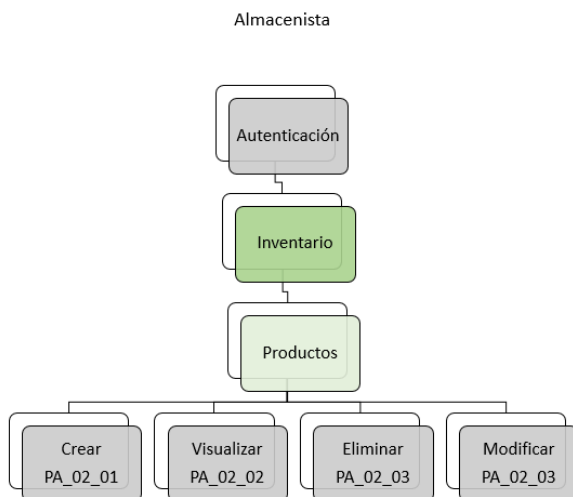 Almacenista
Autenticación
Inventario
Productos
Crear
PA_02_01
Visualizar
PA_02_02
Eliminar
PA_02_03
Modificar
PA_02_03